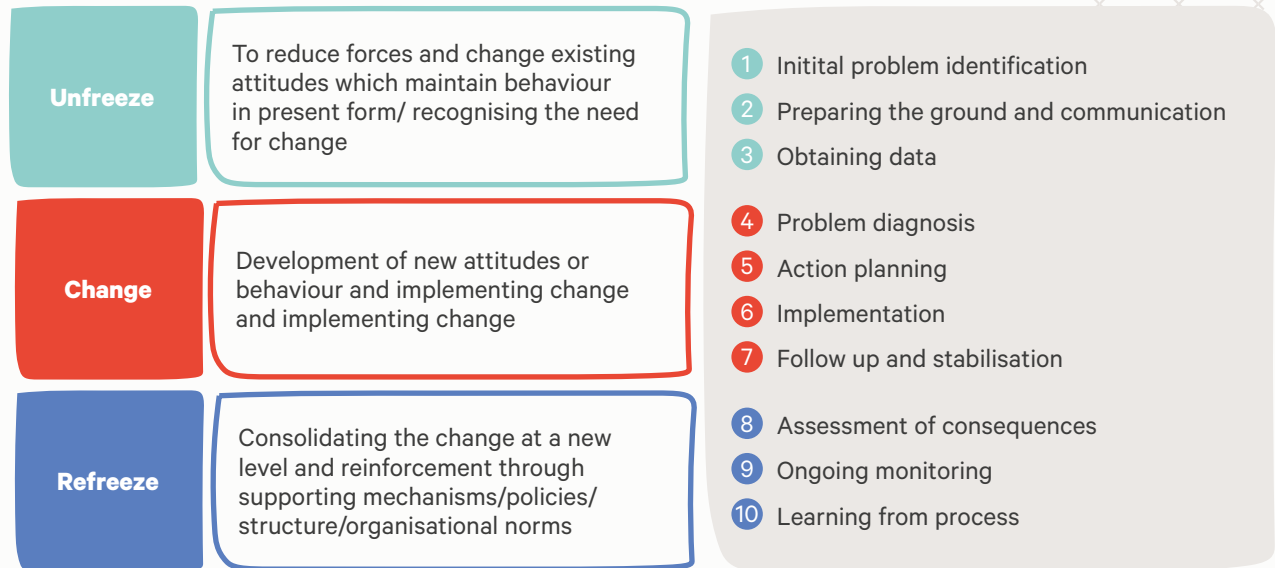 Unfreeze
To reduce forces and change existing
attitudes which maintain behaviour
in present form/ recognising the need
for change
Change
Development of new attitudes or
behaviour and implementing change
and implementing change
Refreeze
Consolidating the change at a new
level and reinforcement through
supporting mechanisms/policies/
structure/organisational norms
1 Initital problem identification
2 Preparing the ground and communication
3 Obtaining data
4 Problem diagnosis
5 Action planning
6 Implementation
7 Follow up and stabilisation
8 Assessment of consequences
9 Ongoing monitoring
10 Learning from process